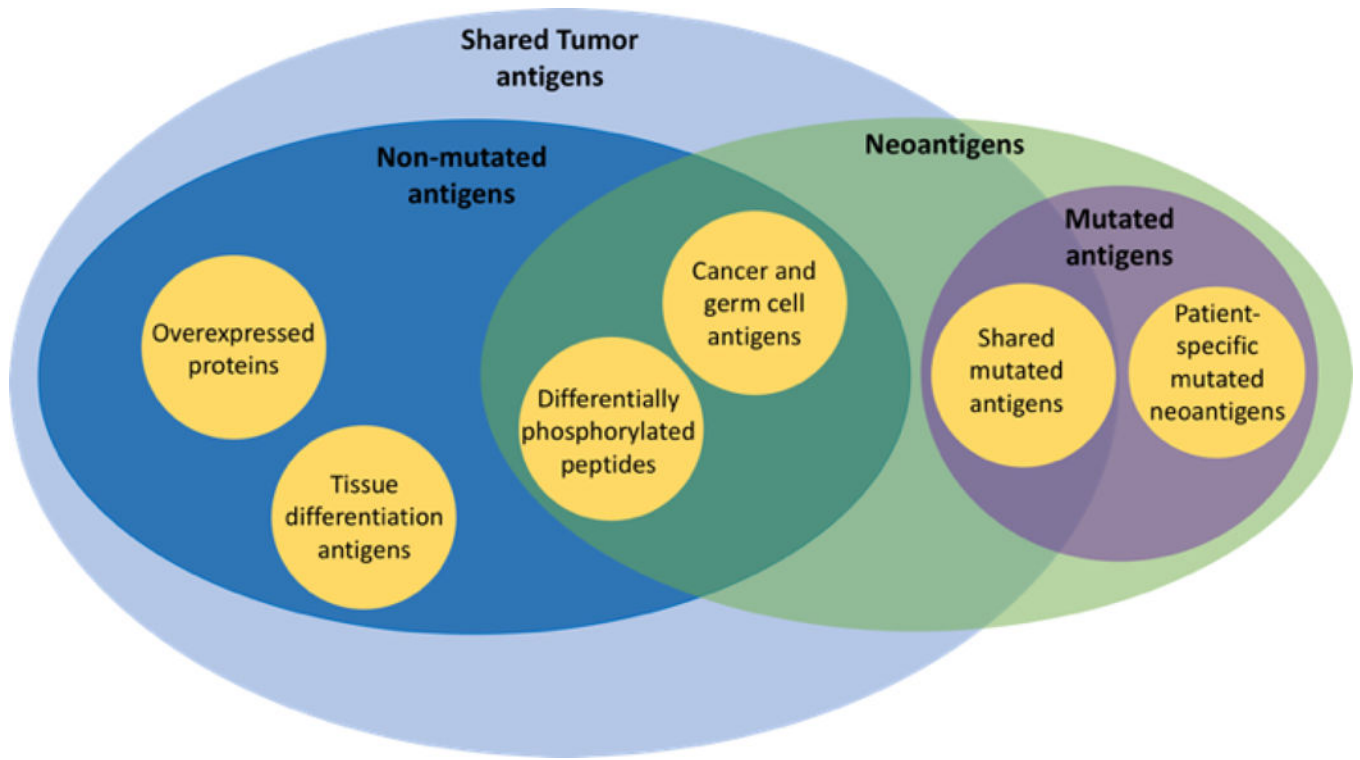 Shared Tumor
antigens
Non-mutated
antigens
Neoantigens
Mutated
antigens
Overexpressed
proteins
Tissue
differentiation
antigens
Differentially
phosphorylated
peptides
Cancer and
germ cell
antigens
Shared
mutated
antigens
Patient-
specific
mutated
neoantigens